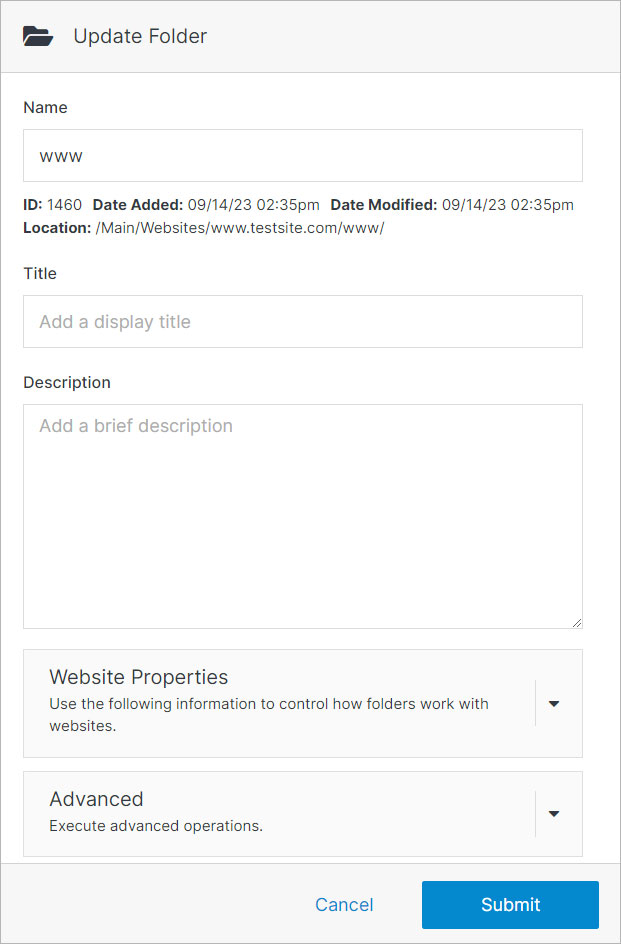 Update Folder
Name
www
ID: 1460 Date Added: 09/14/23 02:35pm Date Modified: 09/14/23 02:35pm
Location: /Main/Websites/www.testsite.com/www/
Title
Add a display title
Description
Add a brief description
Website Properties
Use the following information to control how folders work with
websites.
Advanced
Execute advanced operations.
Cancel
Submit